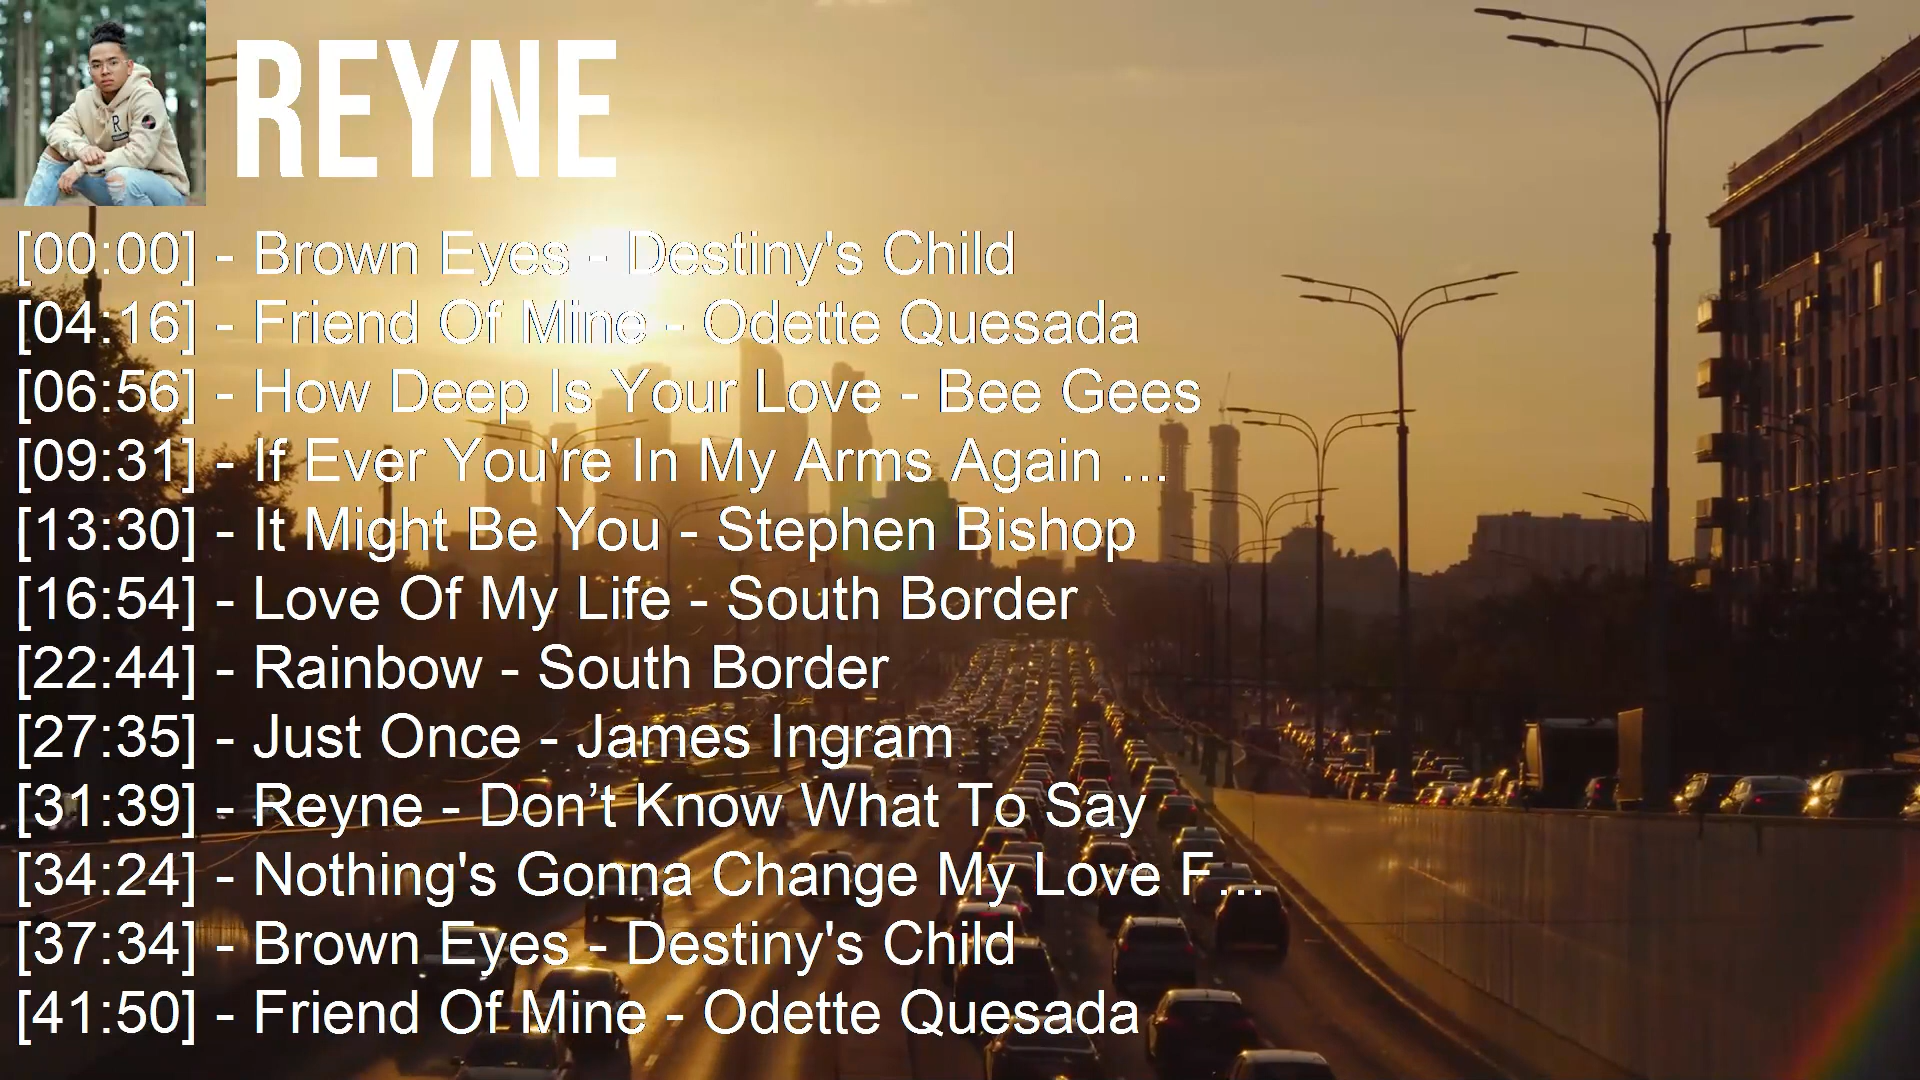 REYNE
R
[00:00] - Brown Eyes - Destiny's Child
[04:16] - Friend Of Mine - Odette Quesada
[06:56] - How Deep Is Your Love - Bee Gees
[09:31] - If Ever You're In My Arms Again ...
[13:30] - It Might Be You - Stephen Bishop
[16:54] - Love Of My Life - South Border
[22:44] - Rainbow - South Border
[27:35] - Just Once - James Ingram
[31:39] - Reyne - Don’t Know What To Say
[34:24] - Nothing's Gonna Change My Love F...
[37:34] - Brown Eyes - Destiny's Child
[41:50] - Friend Of Mine - Odette Quesada